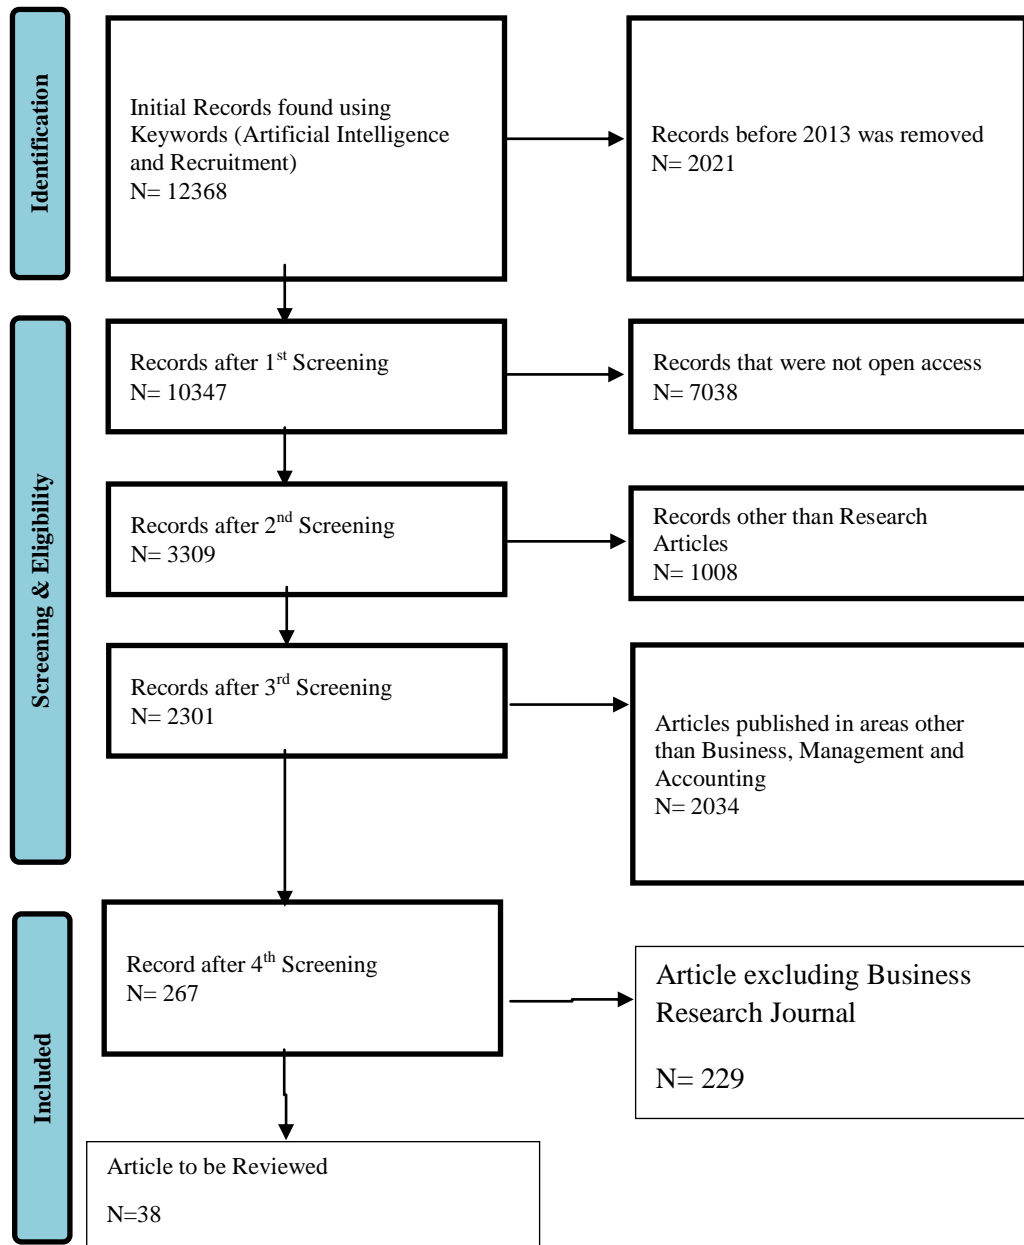 Identification
Initial Records found using
Keywords (Artificial Intelligence
and Recruitment)
N= 12368
Records before 2013 was removed
N= 2021
Screening & Eligibility
Records after 1st Screening
N= 10347
Records that were not open access
N= 7038
Records after 2nd Screening
N= 3309
Records other than Research
Articles
N= 1008
Records after 3rd Screening
N= 2301
Articles published in areas other
than Business, Management and
Accounting
N= 2034
Included
Record after 4th Screening
N= 267
Article excluding Business
Research Journal
N= 229
Article to be Reviewed
N=38